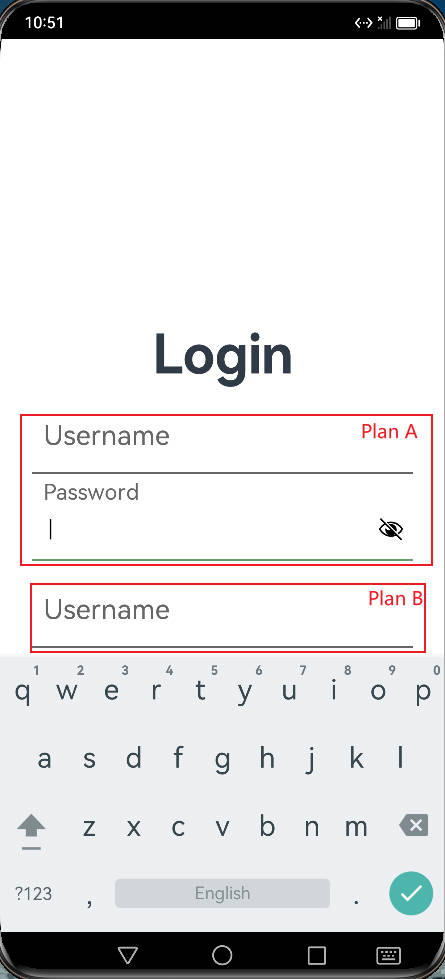 10:51
Login
Username
Plan A
Password
Plan B
Username
1 2 3 4 5 6 7 8 9 0
q w e r t y u i o p
a s d f g h j k l
z x c v b n m
?123 , English .